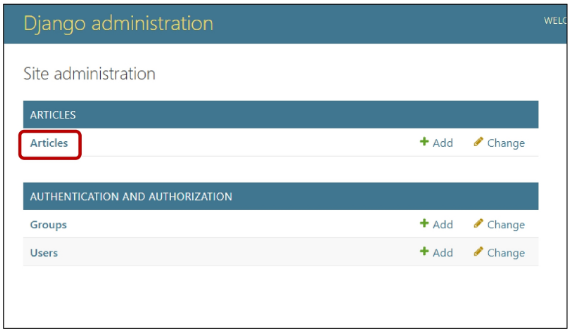 Django administration
WELC
Site administration
ARTICLES
Articles Add Change
AUTHENTICATION AND AUTHORIZATION
Groups Add Change
Users Add Change